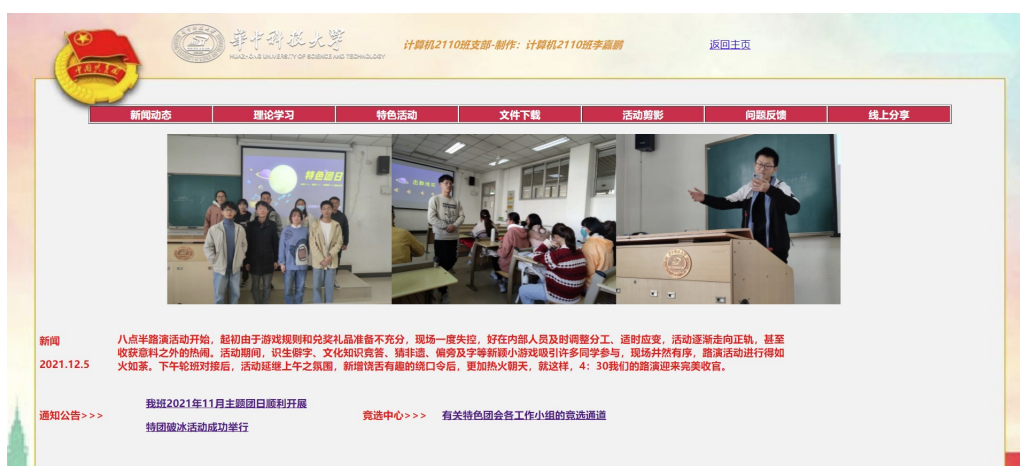 华中科技大学
HUAZHONG UNIVERSITY OF SCIENCE AND TECHNOLOGY
计算机2110班支部-制作：计算机2110班李嘉鹏
返回主页
中国共青团
新闻动态
理论学习
特色活动
文件下载
活动剪影
问题反馈
线上分享
特色团日
新闻
2021.12.5
八点半路演活动开始，起初由于游戏规则和兑奖礼品准备不充分，现场一度失控，好在内部人员及时调整分工、适时应变，活动逐渐走向正轨，甚至
收获意料之外的热闹。活动期间，识生僻字、文化知识竞答、猜非遗、偏旁及字等新颖小游戏吸引许多同学参与，现场井然有序，路演活动进行得如
火如荼。下午轮班对接后，活动延继上午之氛围，新增饶舌有趣的绕口令后，更加热火朝天，就这样，4：30我们的路演迎来完美收官。
通知公告>>>
我班2021年11月主题团日顺利开展
特团破冰活动成功举行
竞选中心>>>
有关特色团会各工作小组的竞选通道